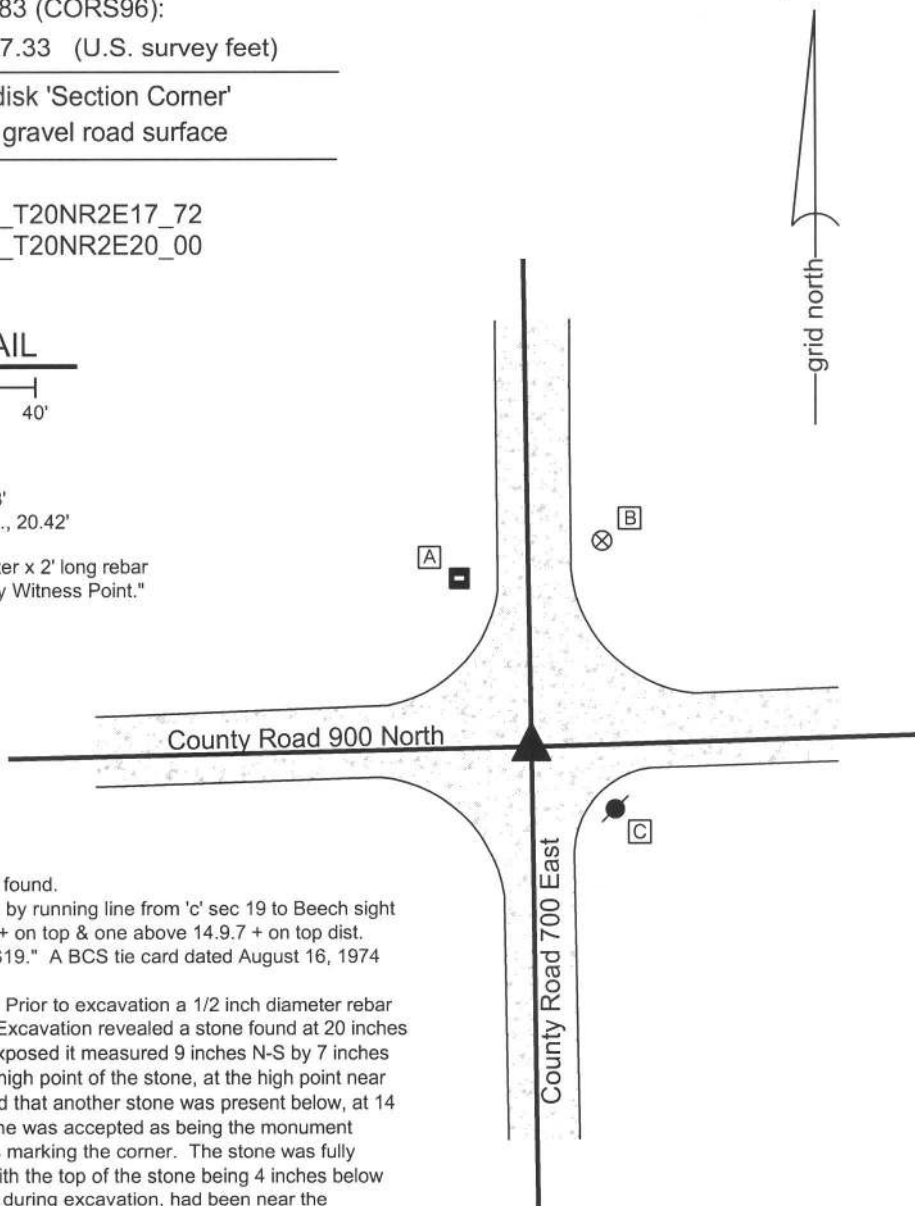 83 (CORS96):
7.33 (U.S. survey feet)
disk 'Section Corner'
gravel road surface
_T20NR2E17_72
_T20NR2E20_00
AIL
40'
grid north
., 20.42'
ter x 2' long rebar
y Witness Point."
A
B
County Road 900 North
C
County Road 700 East
found.
by running line from 'c' sec 19 to Beech sight
+ on top & one above 14.9.7 + on top dist.
S19." A BCS tie card dated August 16, 1974
Prior to excavation a 1/2 inch diameter rebar
Excavation revealed a stone found at 20 inches
xposed it measured 9 inches N-S by 7 inches
high point of the stone, at the high point near
d that another stone was present below, at 14
ne was accepted as being the monument
s marking the corner. The stone was fully
ith the top of the stone being 4 inches below
during excavation, had been near the